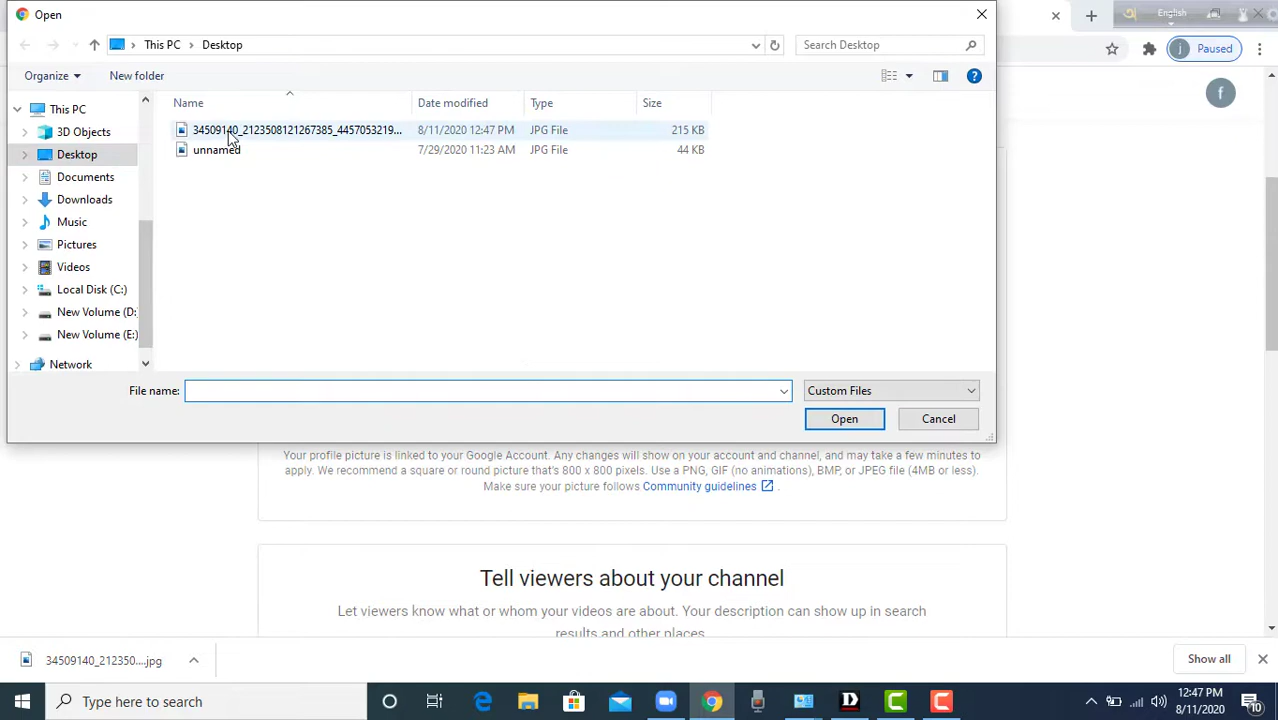 Open
This PC > Desktop
Search Desktop
English
j Paused
Organize
New folder
f
Name
Date modified
Type
Size
This PC
3D Objects
Desktop
Documents
Downloads
Music
Pictures
Videos
Local Disk (C:)
New Volume (D:
New Volume (E:)
Network
34509140_2123508121267385_4457053219... 8/11/2020 12:47 PM JPG File 215 KB
unnamed 7/29/2020 11:23 AM JPG File 44 KB
File name:
Custom Files
Open
Cancel
Your profile picture is linked to your Google Account. Any changes will show on your account and channel, and may take a few minutes to
apply. We recommend a square or round picture that's 800 x 800 pixels. Use a PNG, GIF (no animations), BMP, or JPEG file (4MB or less).
Make sure your picture follows Community guidelines .
Tell viewers about your channel
Let viewers know what or whom your videos are about. Your description can show up in search
results and other places.
34509140_212350....jpg
Show all
Type here to search
12:47 PM
8/11/2020
10